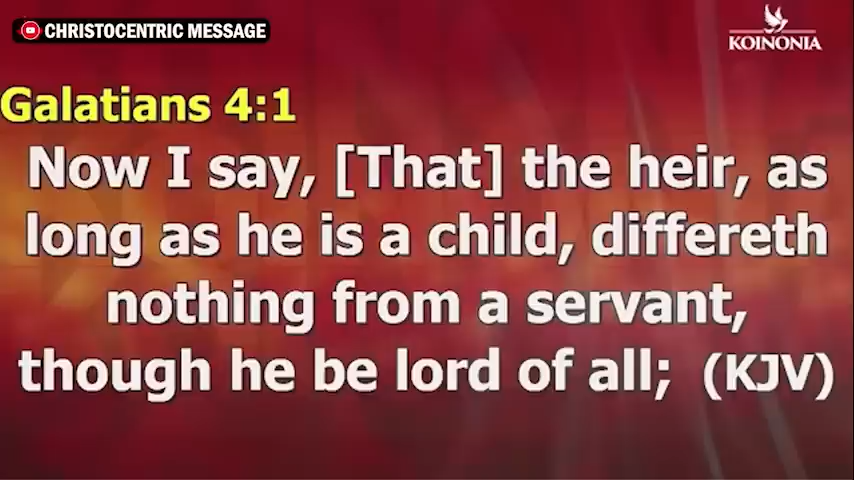 CHRISTOCENTRIC MESSAGE
KOINONIA
Galatians 4:1
Now I say, [That] the heir, as
long as he is a child, differeth
nothing from a servant,
though he be lord of all; (KJV)